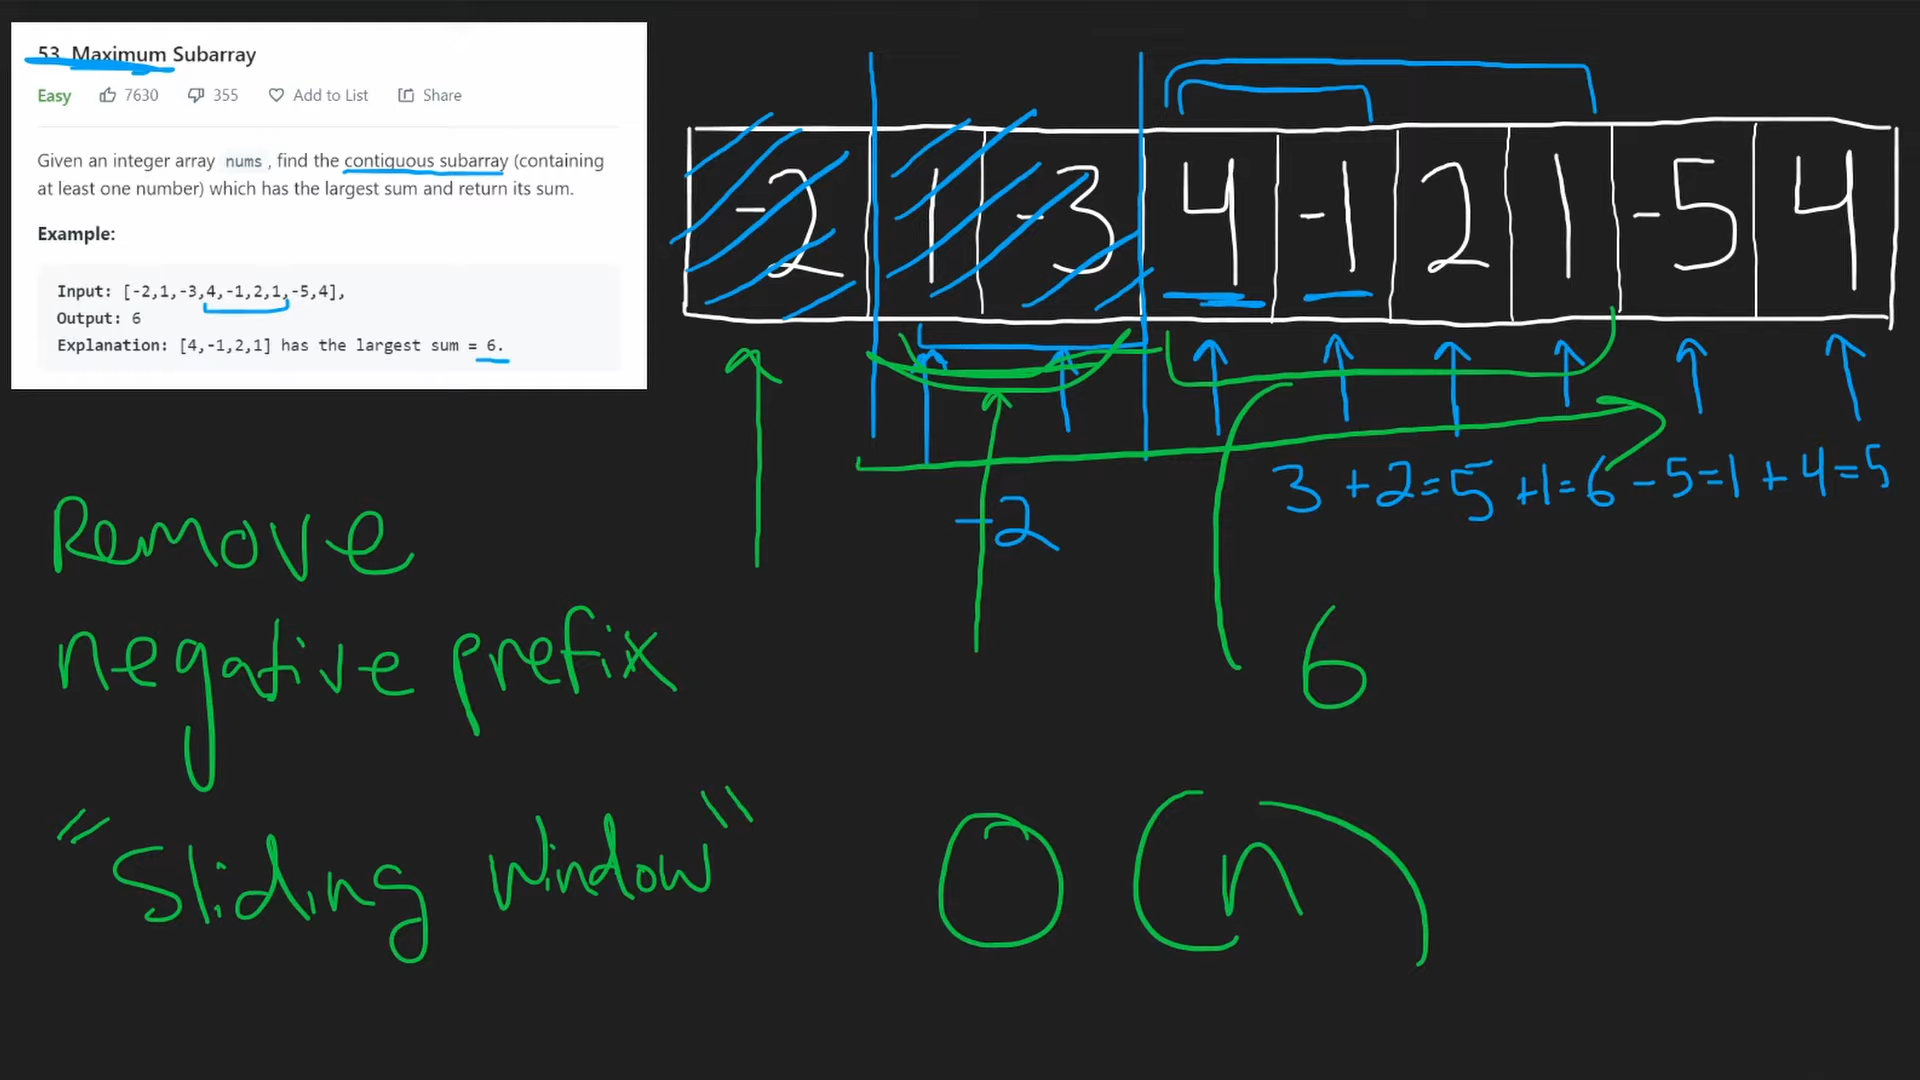 53. Maximum Subarray
Easy 7630 355 Add to List Share
Given an integer array nums , find the contiguous subarray (containing
at least one number) which has the largest sum and return its sum.
Example:
Input: [-2,1,-3,4,-1,2,1,-5,4],
Output: 6
Explanation: [4,-1,2,1] has the largest sum = 6.
-2 1 -3 4 -1 2 1 -5 4
3 +2=5 +1=6 -5=1 +4=5
-2
Remove
negative prefix
6
"Sliding Window"
O(n)